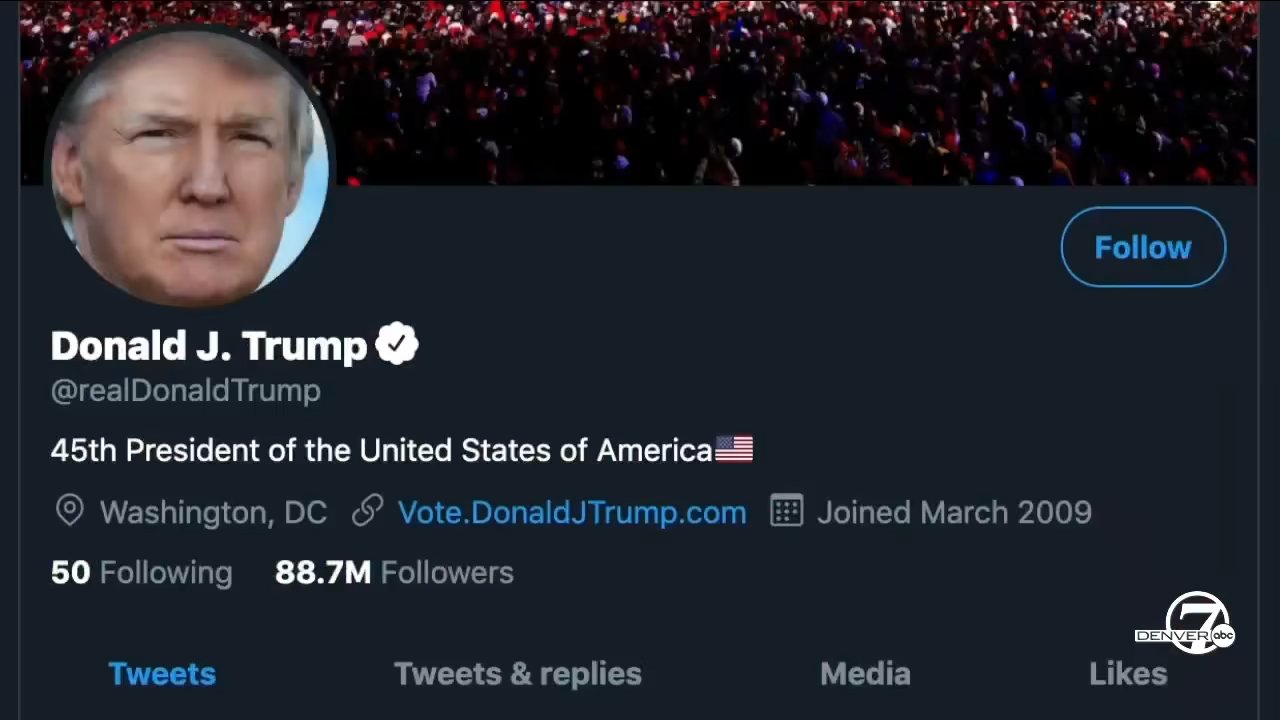 Follow
Donald J. Trump
@realDonaldTrump
45th President of the United States of America🇺🇸
Washington, DC Vote.DonaldJTrump.com Joined March 2009
50 Following 88.7M Followers
7
DENVER abc
Tweets Tweets & replies Media Likes